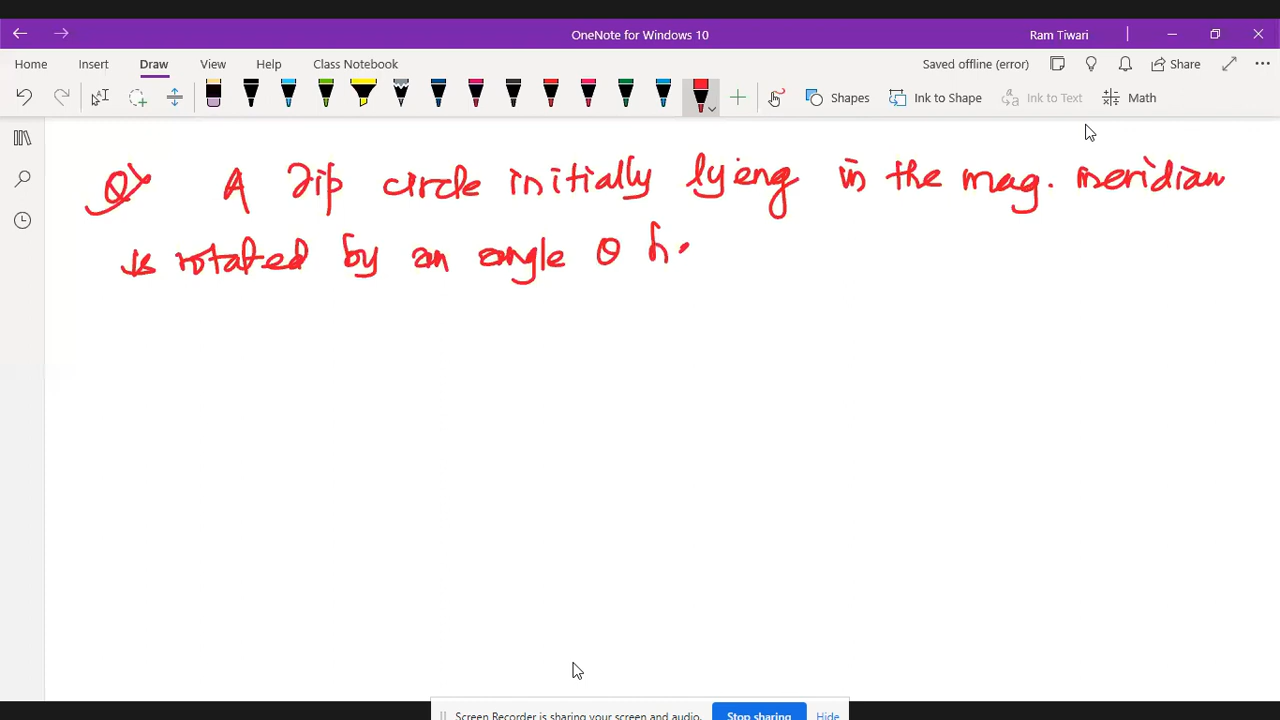 OneNote for Windows 10
Ram Tiwari
Home Insert Draw View Help Class Notebook
Saved offline (error) Share
Shapes Ink to Shape Ink to Text Math
Q> A dip circle initially lyeng in the mag. meridian
is rotated by an angle θ h
Screen Recorder is sharing your screen and audio. Stop sharing Hide